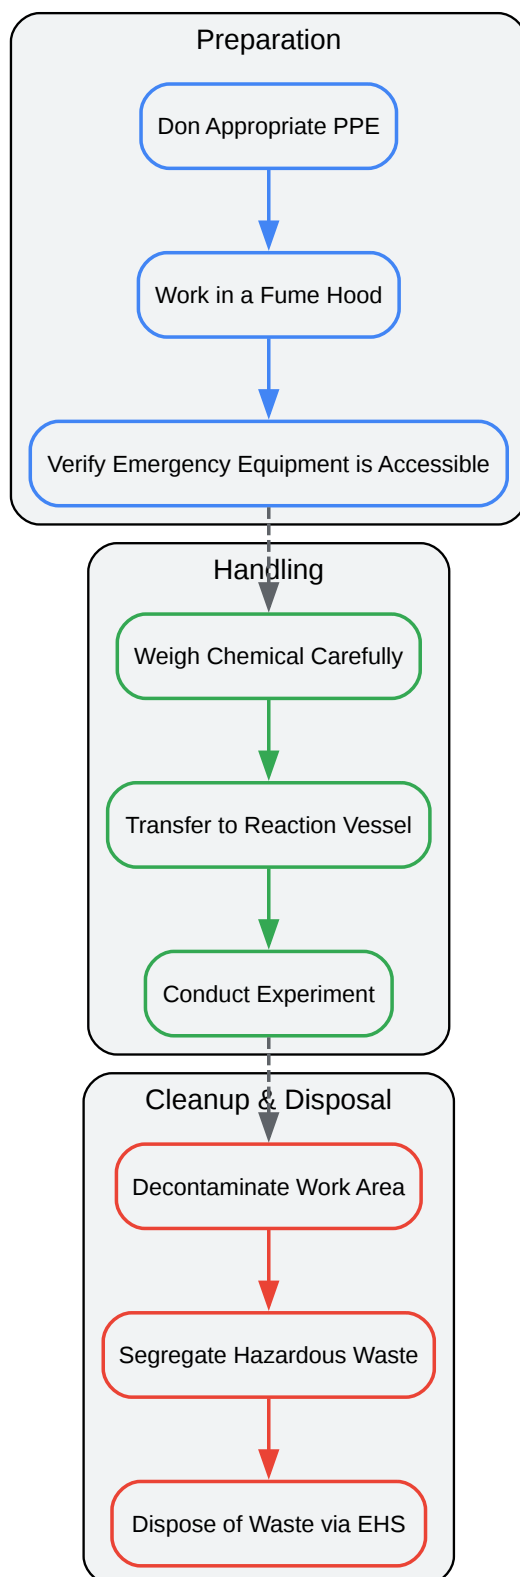 Preparation
Don Appropriate PPE
Work in a Fume Hood
Verify Emergency Equipment is Accessible
Handling
Weigh Chemical Carefully
Transfer to Reaction Vessel
Conduct Experiment
Cleanup & Disposal
Decontaminate Work Area
Segregate Hazardous Waste
Dispose of Waste via EHS